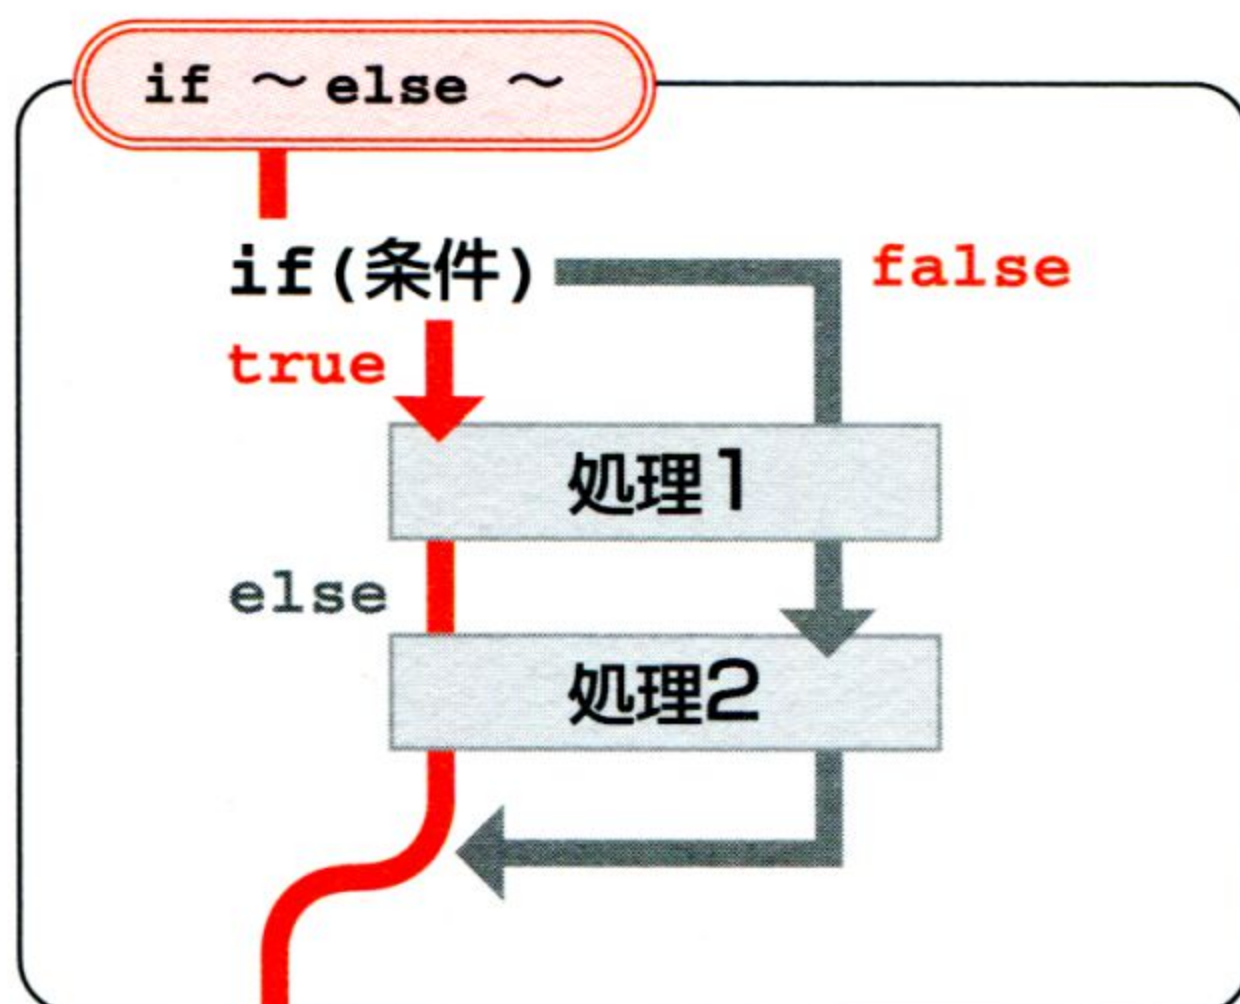 if ～ else ～
if(条件)
false
true
処理1
else
処理2